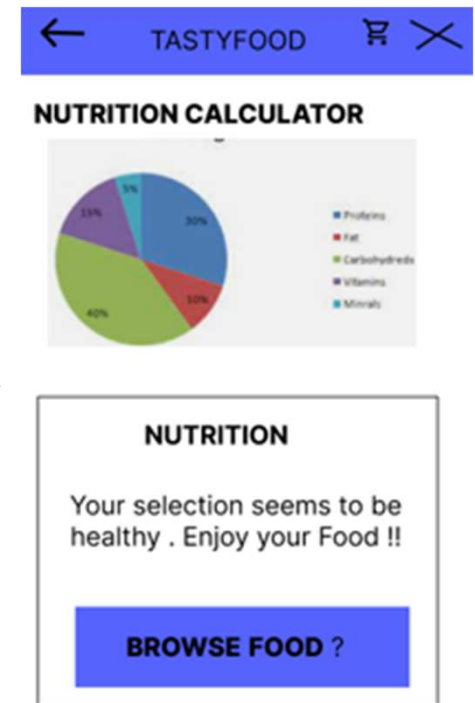 TASTYFOOD
NUTRITION CALCULATOR
5%
15%
30%
10%
40%
Proteins
Fat
Carbohydreds
Vitamins
Minrals
NUTRITION
Your selection seems to be
healthy . Enjoy your Food !!
BROWSE FOOD ?